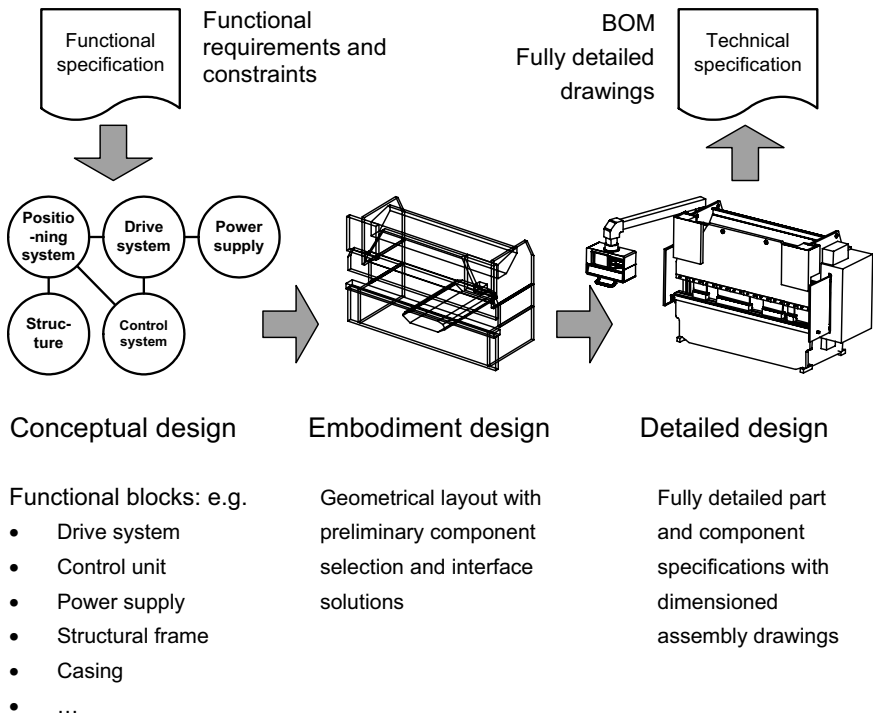 Functional
specification
Functional
requirements and
constraints
BOM
Fully detailed
drawings
Technical
specification
Positio
-ning
system
Drive
system
Power
supply
Struc-
ture
Control
system
Conceptual design
Embodiment design
Detailed design
Functional blocks: e.g.
• Drive system
• Control unit
• Power supply
• Structural frame
• Casing
• …
Geometrical layout with
preliminary component
selection and interface
solutions
Fully detailed part
and component
specifications with
dimensioned
assembly drawings